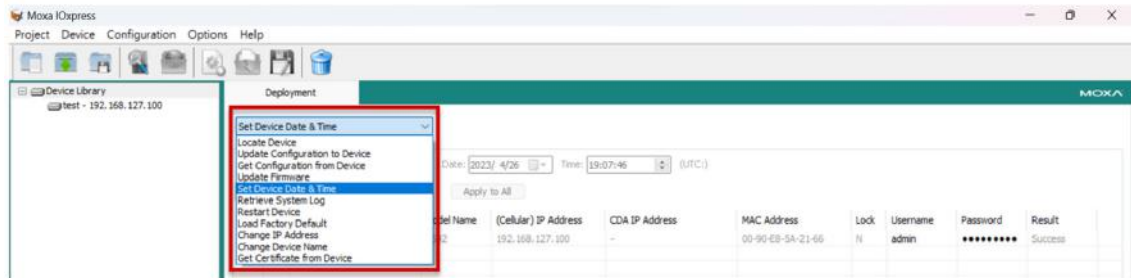 Moxa IOxpress
Project Device Configuration Options Help
Device Library
test - 192.168.127.100
Deployment
MOXA
Set Device Date & Time
Locate Device
Update Configuration to Device
Get Configuration from Device
Update Firmware
Set Device Date & Time
Retrieve System Log
Restart Device
Load Factory Default
Change IP Address
Change Device Name
Get Certificate from Device
Date: 2023/ 4/26 Time: 19:07:46 (UTC:)
Apply to All
Name (Cellular) IP Address CDA IP Address MAC Address Lock Username Password Result
192.168.127.100 - 00-90-E8-5A-21-66 N admin ●●●●●●●●● Success